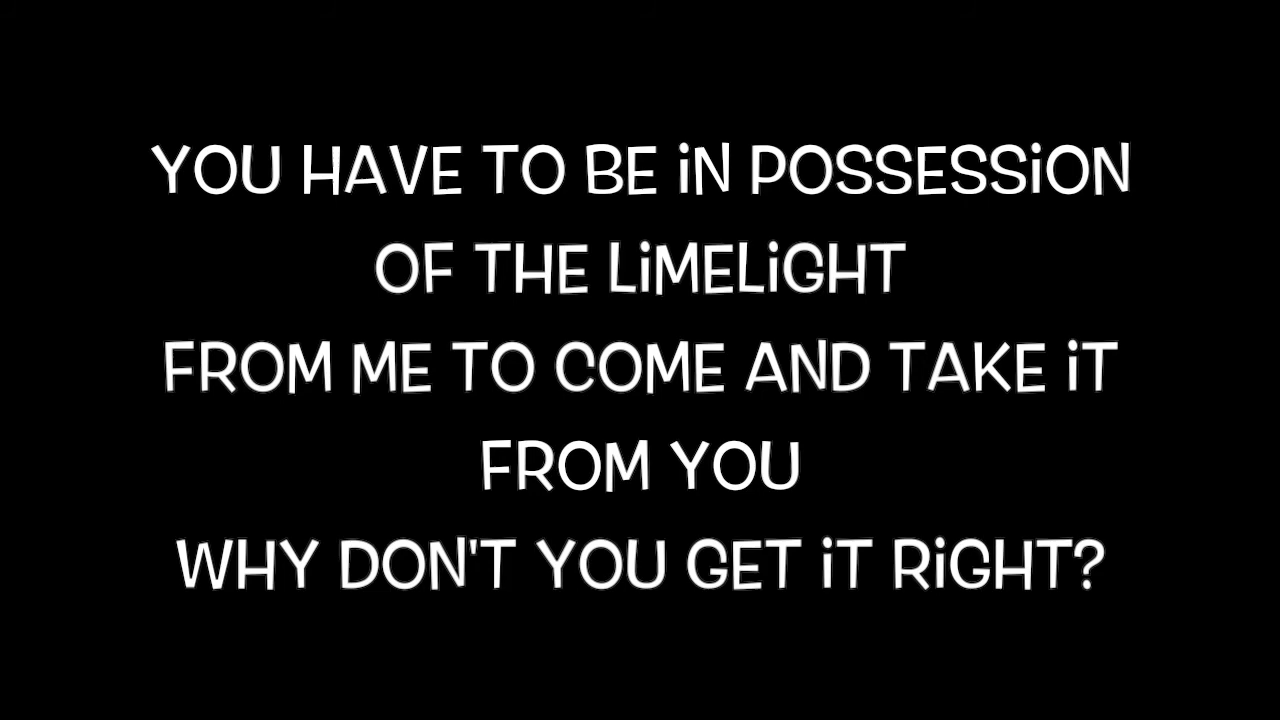 YOU HAVE TO BE iN POSSESSiON
OF THE LiMELiGHT
FROM ME TO COME AND TAKE iT
FROM YOU
WHY DON'T YOU GET iT RiGHT?